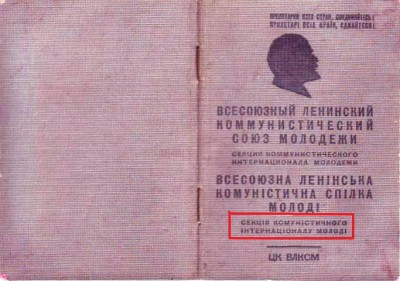 ПРОЛЕТАРИИ ВСЕХ СТРАН, СОЕДИНЯЙТЕСЬ!
ПРОЛЕТАРІ ВСІХ КРАЇН, ЄДНАЙТЕСЯ!
ВСЕСОЮЗНЫЙ ЛЕНИНСКИЙ
КОММУНИСТИЧЕСКИЙ
СОЮЗ МОЛОДЕЖИ
СЕКЦИЯ КОММУНИСТИЧЕСКОГО
ИНТЕРНАЦИОНАЛА МОЛОДЕЖИ
ВСЕСОЮЗНА ЛЕНІНСЬКА
КОМУНІСТИЧНА СПІЛКА
МОЛОДІ
СЕКЦІЯ КОМУНІСТИЧНОГО
ІНТЕРНАЦІОНАЛУ МОЛОДІ
ЦК ВЛКСМ